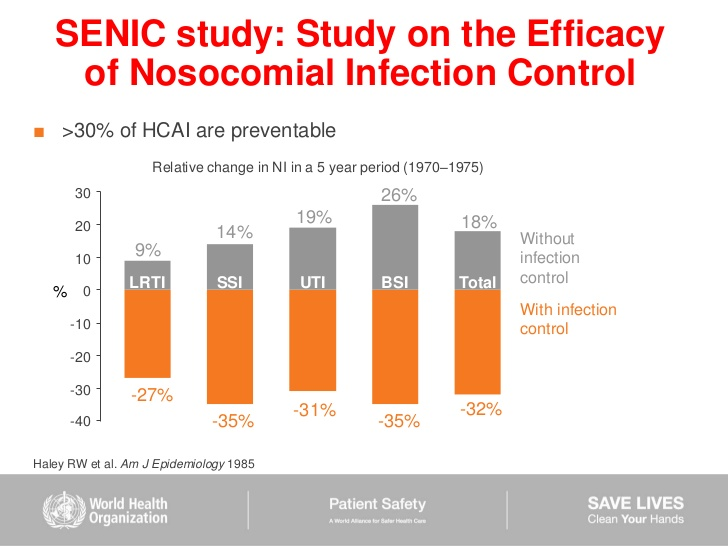 SENIC study: Study on the Efficacy
of Nosocomial Infection Control
■ >30% of HCAI are preventable
Relative change in NI in a 5 year period (1970–1975)
30
20
10
0
-10
-20
-30
-40
%
9%
14%
19%
26%
18%
LRTI
SSI
UTI
BSI
Total
-27%
-35%
-31%
-35%
-32%
Without
infection
control
With infection
control
Haley RW et al. Am J Epidemiology 1985
World Health
Organization
Patient Safety
A World Alliance for Safer Health Care
SAVE LIVES
Clean Your Hands